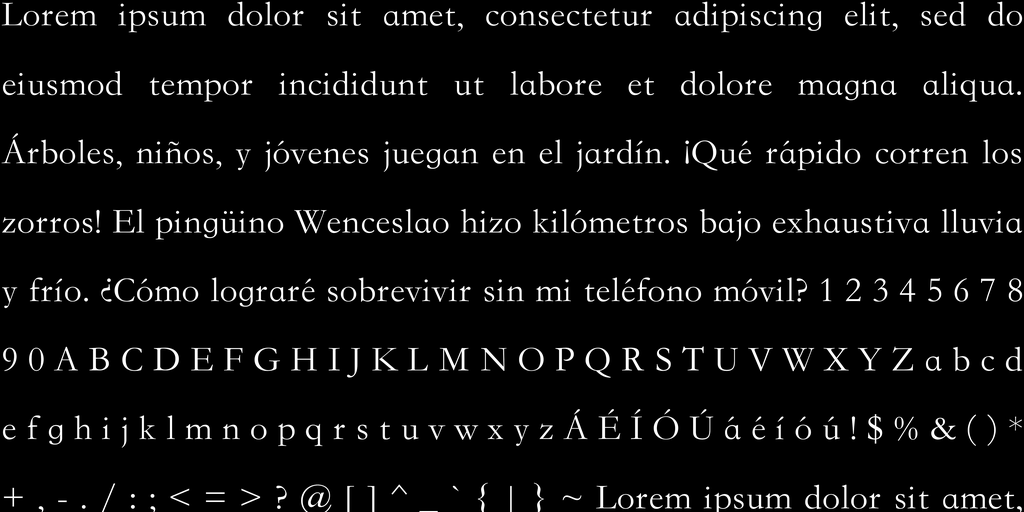 Lorem ipsum dolor sit amet, consectetur adipiscing elit, sed do
eiusmod tempor incididunt ut labore et dolore magna aliqua.
Árboles, niños, y jóvenes juegan en el jardín. ¡Qué rápido corren los
zorros! El pingüino Wenceslao hizo kilómetros bajo exhaustiva lluvia
y frío. ¿Cómo lograré sobrevivir sin mi teléfono móvil? 1 2 3 4 5 6 7 8
9 0 A B C D E F G H I J K L M N O P Q R S T U V W X Y Z a b c d
e f g h i j k l m n o p q r s t u v w x y z Á É Í Ó Ú á é í ó ú ! $ % & ( ) *
+ , - . / : ; < = > ? @ [ ] ^ _ ` { | } ~ Lorem ipsum dolor sit amet,